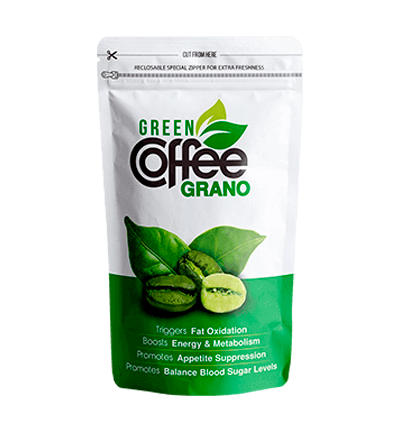 CUT FROM HERE
RECLOSABLE SPECIAL ZIPPER FOR EXTRA FRESHNESS
GREEN
Coffee
GRANO
Triggers Fat Oxidation
Boosts Energy & Metabolism
Promotes Appetite Suppression
Promotes Balance Blood Sugar Levels